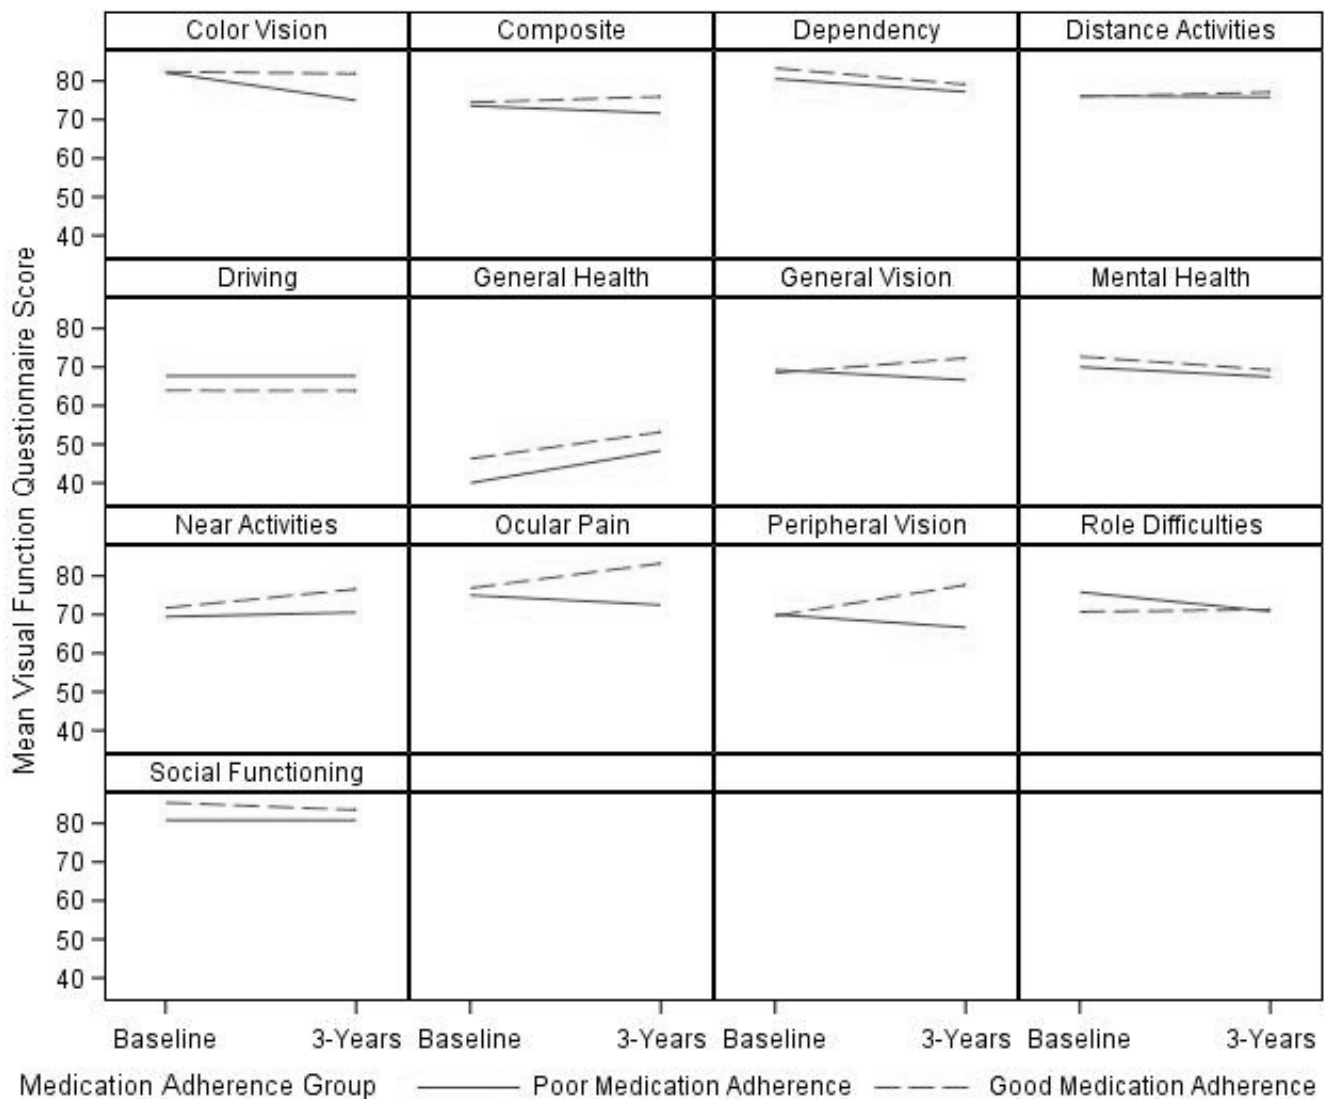 Color Vision Composite Dependency Distance Activities
80
70
60
50
40
Driving General Health General Vision Mental Health
80
70
60
50
40
Near Activities Ocular Pain Peripheral Vision Role Difficulties
80
70
60
50
40
Social Functioning
80
70
60
50
40
Mean Visual Function Questionnaire Score
Baseline 3-Years Baseline 3-Years Baseline 3-Years Baseline 3-Years
Medication Adherence Group Poor Medication Adherence Good Medication Adherence